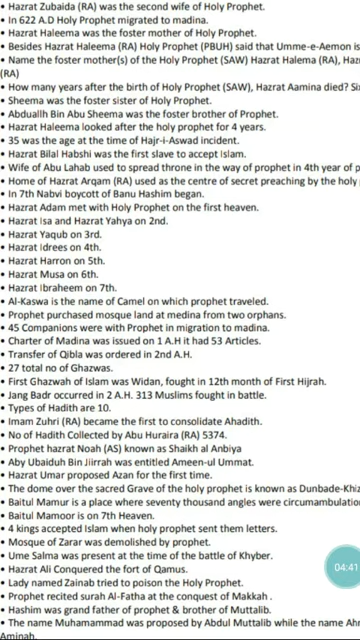 • Hazrat Zubaida (RA) was the second wife of Holy Prophet.
• In 622 A.D Holy Prophet migrated to madina.
• Hazrat Haleema was the foster mother of Holy Prophet.
• Besides Hazrat Haleema (RA) Holy Prophet (PBUH) said that Umme-e-Aemon is
• Name the foster mother(s) of the Holy Prophet (SAW) Hazrat Halema (RA), Haz
(RA)
• How many years after the birth of Holy Prophet (SAW), Hazrat Aamina died? Si
• Sheema was the foster sister of Holy Prophet.
• Abduallh Bin Abu Sheema was the foster brother of Prophet.
• Hazrat Haleema looked after the holy prophet for 4 years.
• 35 was the age at the time of Hajr-i-Aswad incident.
• Hazrat Bilal Habshi was the first slave to accept Islam.
• Wife of Abu Lahab used to spread throne in the way of prophet in 4th year of p
• Home of Hazrat Arqam (RA) used as the centre of secret preaching by the holy
• In 7th Nabvi boycott of Banu Hashim began.
• Hazrat Adam met with Holy Prophet on the first heaven.
• Hazrat Isa and Hazrat Yahya on 2nd.
• Hazrat Yaqub on 3rd.
• Hazrat Idrees on 4th.
• Hazrat Harron on 5th.
• Hazrat Musa on 6th.
• Hazrat Ibraheem on 7th.
• Al-Kaswa is the name of Camel on which prophet traveled.
• Prophet purchased mosque land at medina from two orphans.
• 45 Companions were with Prophet in migration to madina.
• Charter of Madina was issued on 1 A.H it had 53 Articles.
• Transfer of Qibla was ordered in 2nd A.H.
• 27 total no of Ghazwas.
• First Ghazwah of Islam was Widan, fought in 12th month of First Hijrah.
• Jang Badr occurred in 2 A.H. 313 Muslims fought in battle.
• Types of Hadith are 10.
• Imam Zuhri (RA) became the first to consolidate Ahadith.
• No of Hadith Collected by Abu Huraira (RA) 5374.
• Prophet hazrat Noah (AS) known as Shaikh al Anbiya
• Aby Ubaiduh Bin Jiirrah was entitled Ameen-ul Ummat.
• Hazrat Umar proposed Azan for the first time.
• The dome over the sacred Grave of the holy prophet is known as Dunbade-Khiz
• Baitul Mamur is a place where seventy thousand angles were circumambulatio
• Baitul Mamoor is on 7th Heaven.
• 4 kings accepted Islam when holy prophet sent them letters.
• Mosque of Zarar was demolished by prophet.
• Ume Salma was present at the time of the battle of Khyber.
• Hazrat Ali Conquered the fort of Qamus.
• Lady named Zainab tried to poison the Holy Prophet.
• Prophet recited surah Al-Fatha at the conquest of Makkah .
• Hashim was grand father of prophet & brother of Muttalib.
• The name Muhamammad was proposed by Abdul Muttalib while the name Ah
Aminah.
04:41